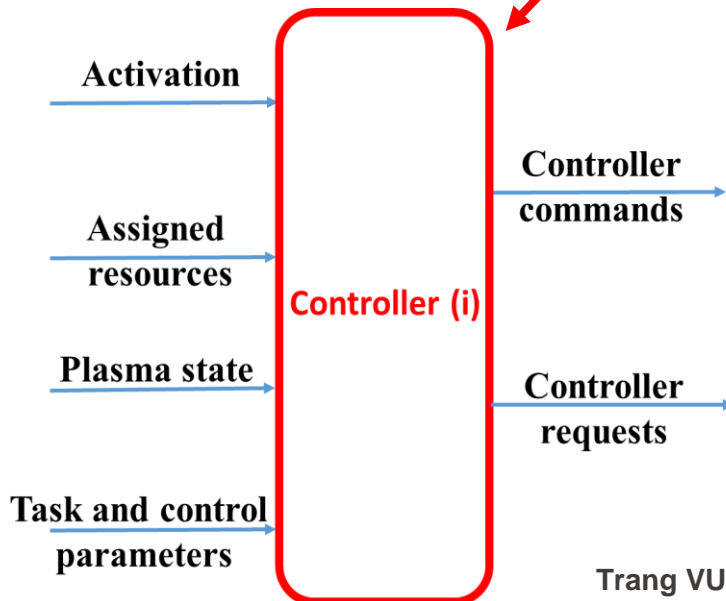 Activation
Assigned
resources
Plasma state
Task and control
parameters
Controller (i)
Controller
commands
Controller
requests
Trang VU